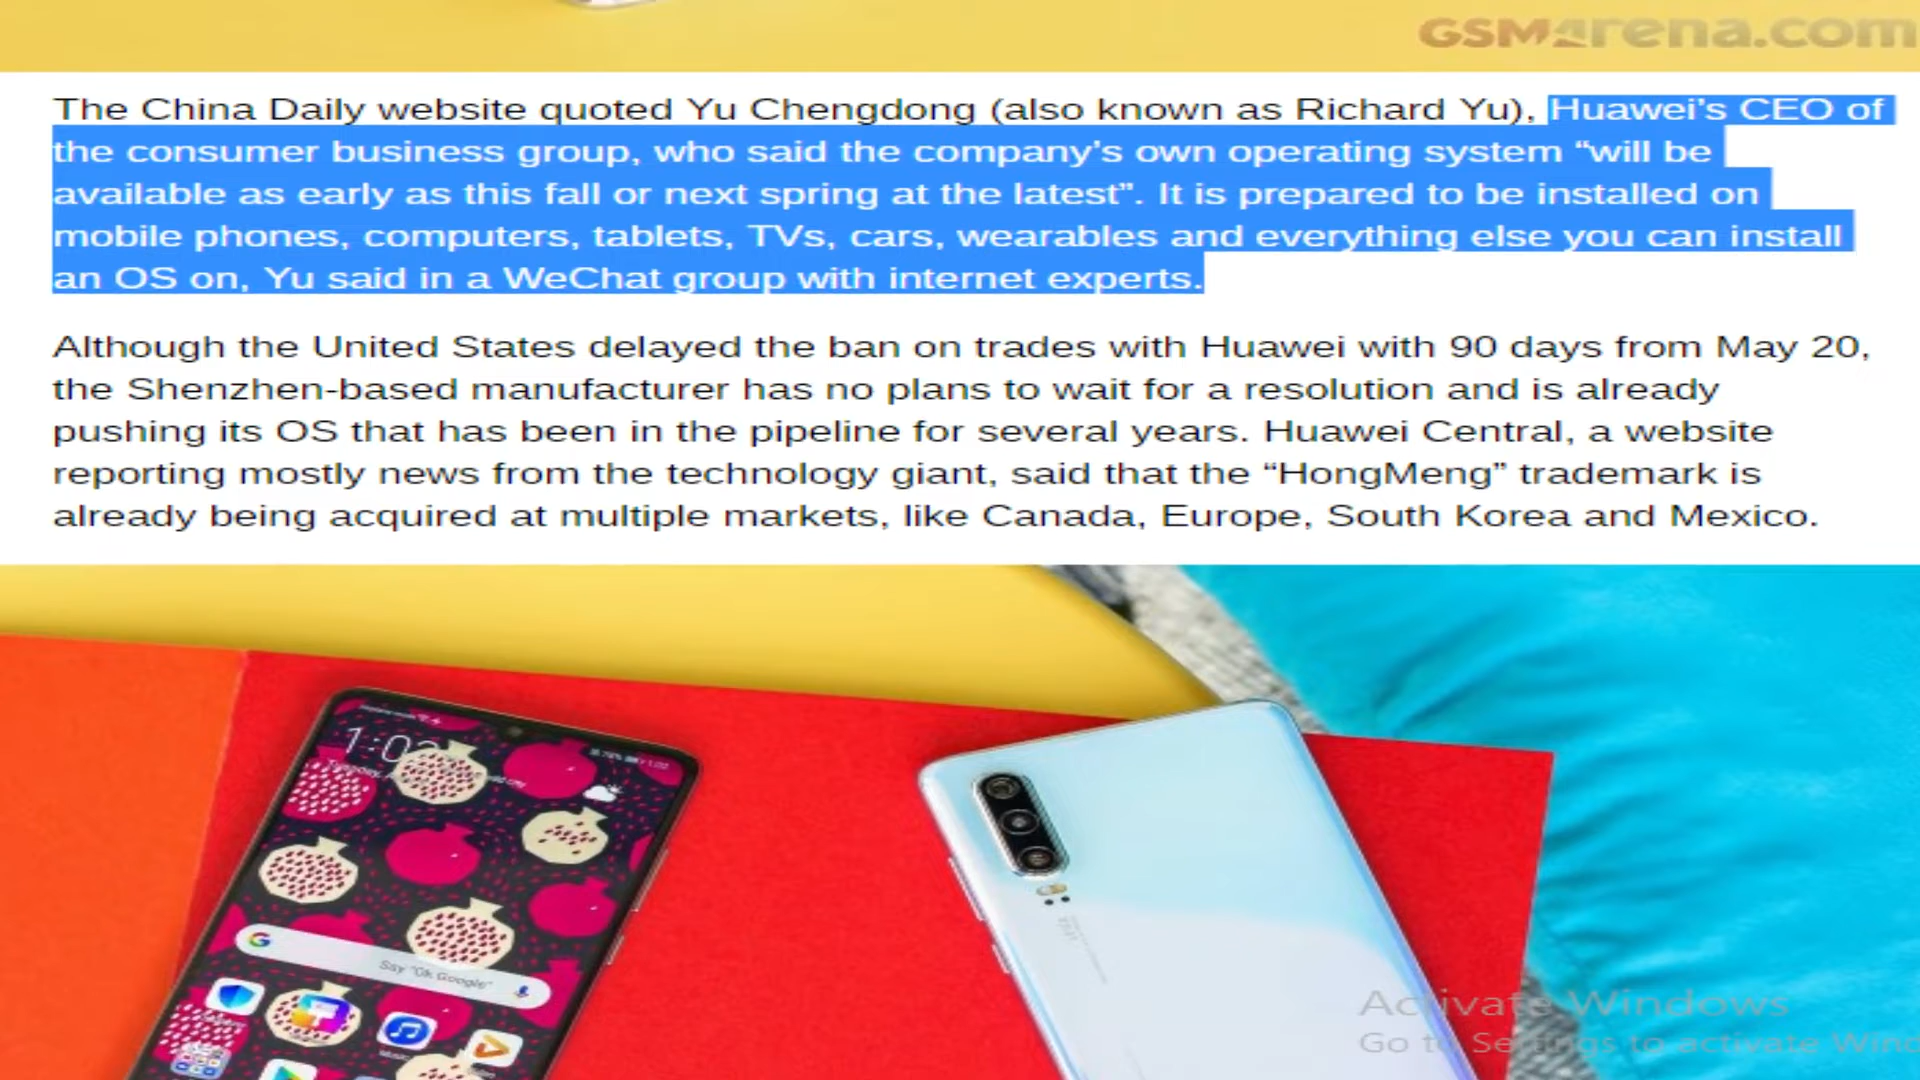 GSMArena.com
The China Daily website quoted Yu Chengdong (also known as Richard Yu), Huawei’s CEO of
the consumer business group, who said the company’s own operating system “will be
available as early as this fall or next spring at the latest”. It is prepared to be installed on
mobile phones, computers, tablets, TVs, cars, wearables and everything else you can install
an OS on, Yu said in a WeChat group with internet experts.
Although the United States delayed the ban on trades with Huawei with 90 days from May 20,
the Shenzhen-based manufacturer has no plans to wait for a resolution and is already
pushing its OS that has been in the pipeline for several years. Huawei Central, a website
reporting mostly news from the technology giant, said that the “HongMeng” trademark is
already being acquired at multiple markets, like Canada, Europe, South Korea and Mexico.
1:02
Say "Ok Google"
Activate Windows
Go to Settings to activate